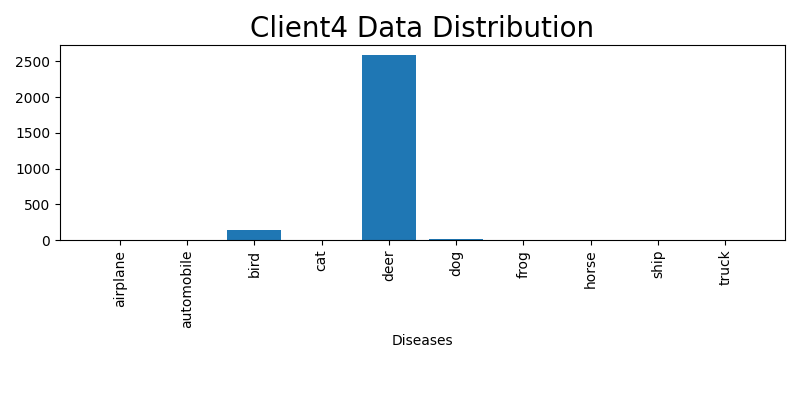 Client4 Data Distribution
2500
2000
1500
1000
500
0
airplane
automobile
bird
cat
deer
dog
frog
horse
ship
truck
Diseases